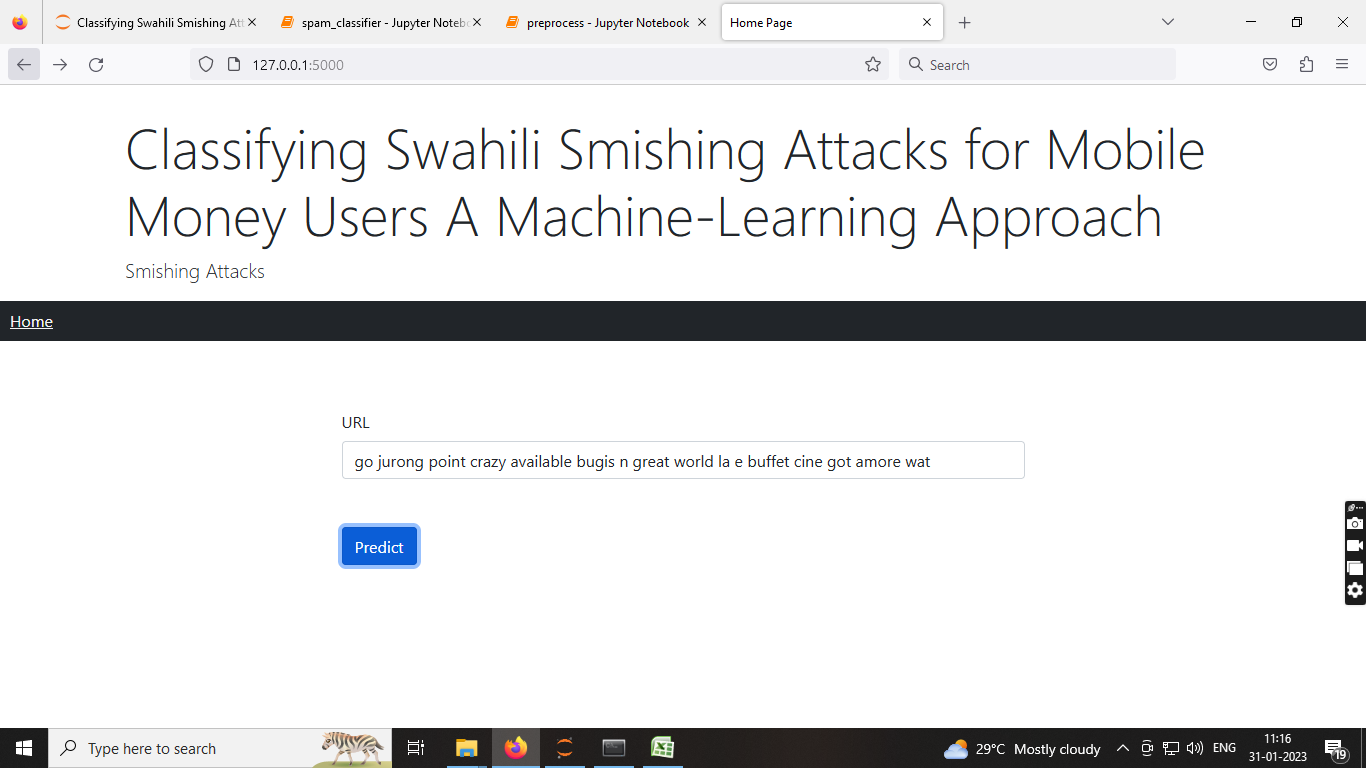 Classifying Swahili Smishing Att
spam_classifier - Jupyter Notebo
preprocess - Jupyter Notebook
Home Page
127.0.0.1:5000
Search
Classifying Swahili Smishing Attacks for Mobile
Money Users A Machine-Learning Approach
Smishing Attacks
Home
URL
go jurong point crazy available bugis n great world la e buffet cine got amore wat
Predict
Type here to search
29°C Mostly cloudy
ENG
11:16
31-01-2023
19